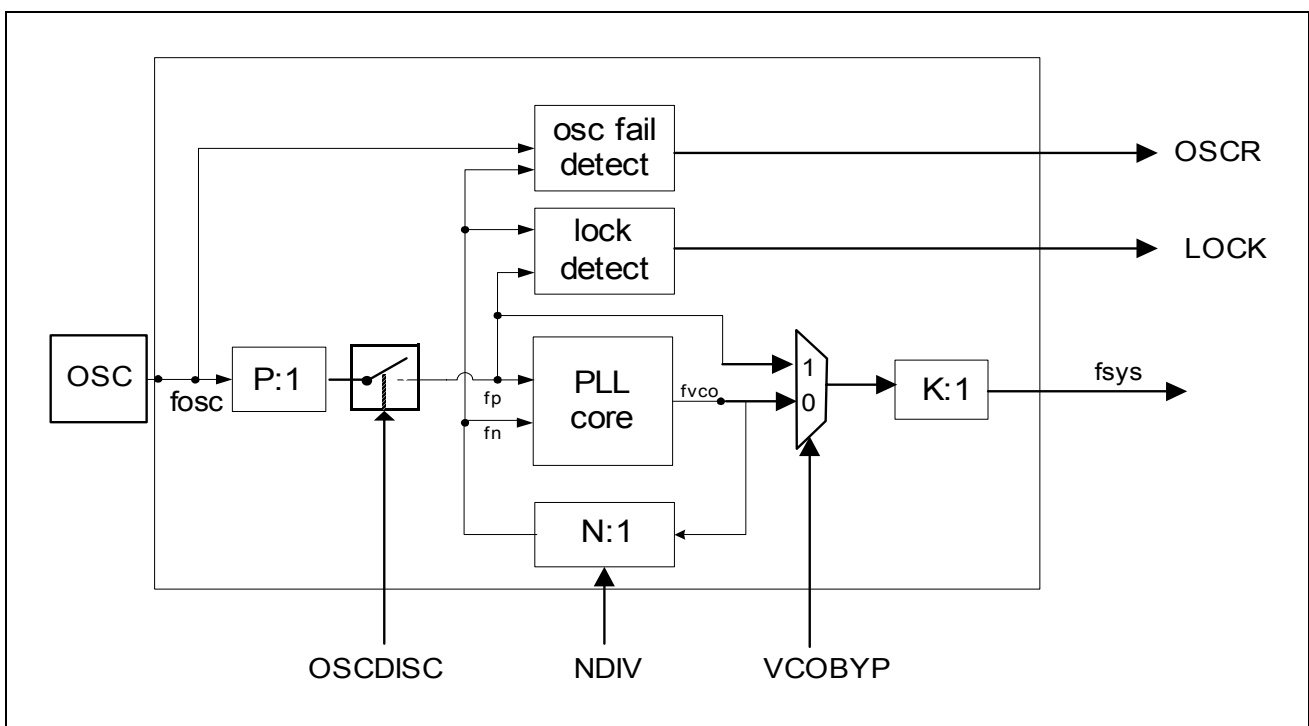 osc fail
detect
OSCR
lock
detect
LOCK
OSC
fosc
P:1
fp
fn
PLL
core
fvco
1
0
K:1
fsys
N:1
OSCDISC
NDIV
VCOBYP